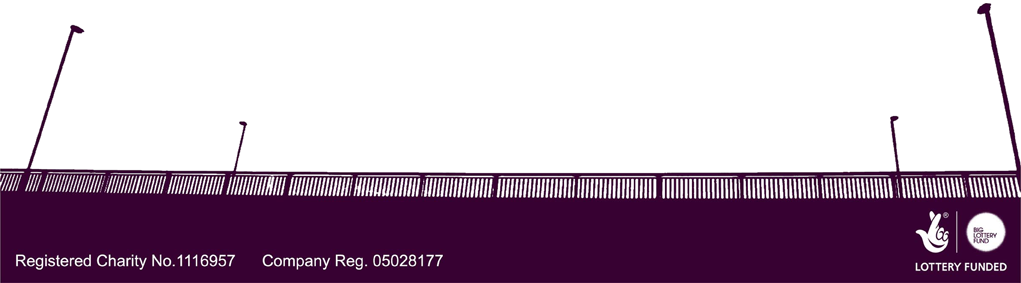 Registered Charity No.1116957 Company Reg. 05028177
®
BIG
LOTTERY
FUND
LOTTERY FUNDED